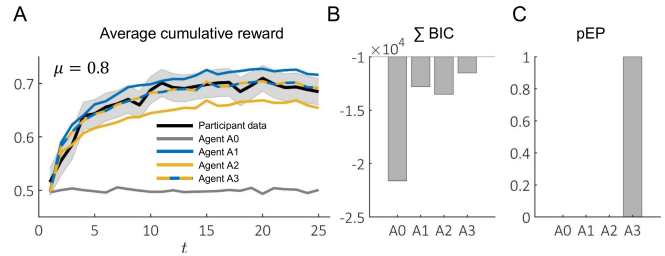 A
Average cumulative reward
μ = 0.8
0.7
0.6
0.5
0
5
10
15
20
25
t
Participant data
Agent A0
Agent A1
Agent A2
Agent A3
B
∑ BIC
×10⁴
-1
-1.5
-2
-2.5
A0 A1 A2 A3
C
pEP
1
0.8
0.6
0.4
0.2
0
A0 A1 A2 A3